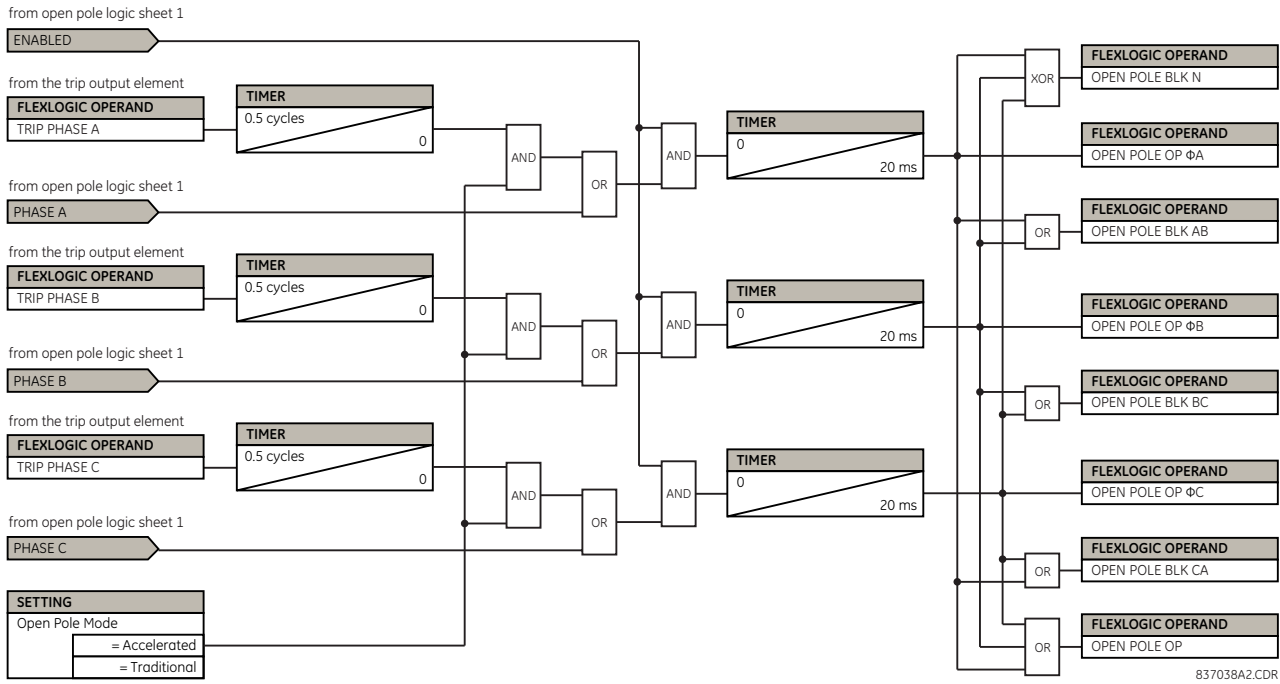 from open pole logic sheet 1
ENABLED
from the trip output element
FLEXLOGIC OPERAND
TRIP PHASE A
TIMER
0.5 cycles
0
AND
from open pole logic sheet 1
PHASE A
OR
AND
TIMER
0
20 ms
from the trip output element
FLEXLOGIC OPERAND
TRIP PHASE B
TIMER
0.5 cycles
0
AND
from open pole logic sheet 1
PHASE B
OR
AND
TIMER
0
20 ms
from the trip output element
FLEXLOGIC OPERAND
TRIP PHASE C
TIMER
0.5 cycles
0
AND
from open pole logic sheet 1
PHASE C
OR
AND
TIMER
0
20 ms
SETTING
Open Pole Mode
= Accelerated
= Traditional
XOR
FLEXLOGIC OPERAND
OPEN POLE BLK N
FLEXLOGIC OPERAND
OPEN POLE OP ΦA
OR
FLEXLOGIC OPERAND
OPEN POLE BLK AB
FLEXLOGIC OPERAND
OPEN POLE OP ΦB
OR
FLEXLOGIC OPERAND
OPEN POLE BLK BC
FLEXLOGIC OPERAND
OPEN POLE OP ΦC
OR
FLEXLOGIC OPERAND
OPEN POLE BLK CA
OR
FLEXLOGIC OPERAND
OPEN POLE OP
837038A2.CDR